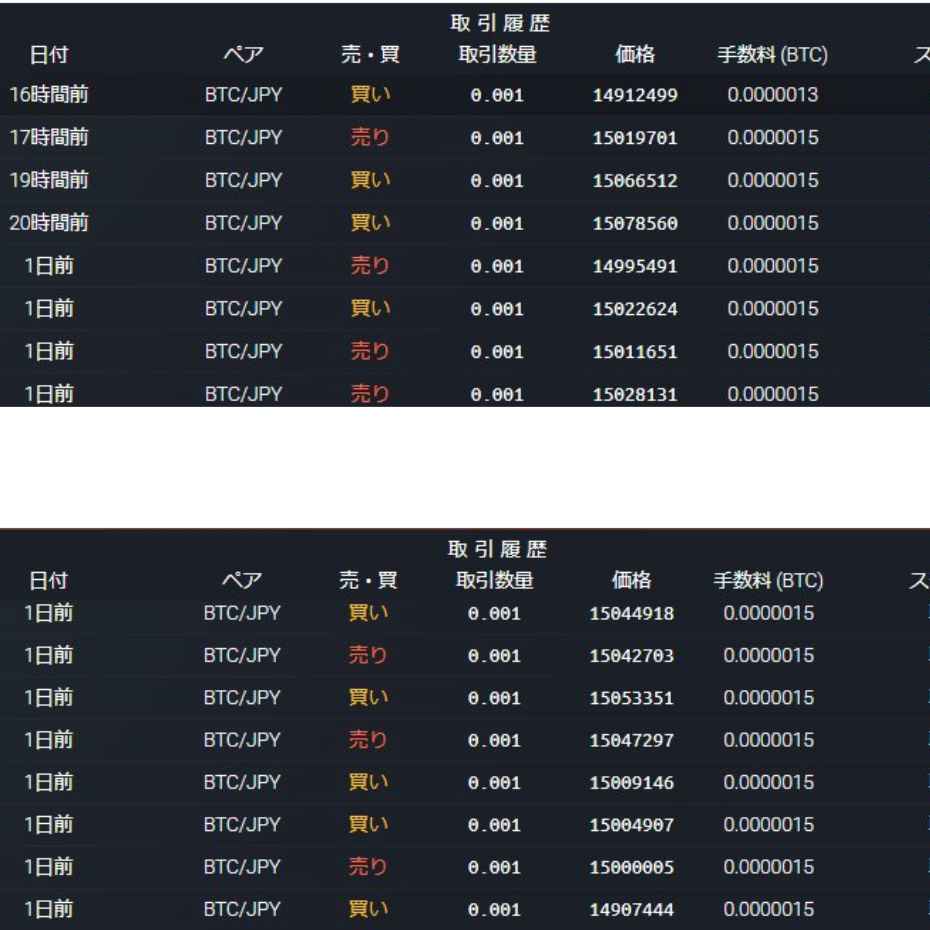 取引履歴
日付 ペア 売・買 取引数量 価格 手数料 (BTC) ス
16時間前 BTC/JPY 買い 0.001 14912499 0.0000013
17時間前 BTC/JPY 売り 0.001 15019701 0.0000015
19時間前 BTC/JPY 買い 0.001 15066512 0.0000015
20時間前 BTC/JPY 買い 0.001 15078560 0.0000015
1日前 BTC/JPY 売り 0.001 14995491 0.0000015
1日前 BTC/JPY 買い 0.001 15022624 0.0000015
1日前 BTC/JPY 売り 0.001 15011651 0.0000015
1日前 BTC/JPY 売り 0.001 15028131 0.0000015
取引履歴
日付 ペア 売・買 取引数量 価格 手数料 (BTC) ス
1日前 BTC/JPY 買い 0.001 15044918 0.0000015
1日前 BTC/JPY 売り 0.001 15042703 0.0000015
1日前 BTC/JPY 買い 0.001 15053351 0.0000015
1日前 BTC/JPY 売り 0.001 15047297 0.0000015
1日前 BTC/JPY 買い 0.001 15009146 0.0000015
1日前 BTC/JPY 買い 0.001 15004907 0.0000015
1日前 BTC/JPY 売り 0.001 15000005 0.0000015
1日前 BTC/JPY 買い 0.001 14907444 0.0000015